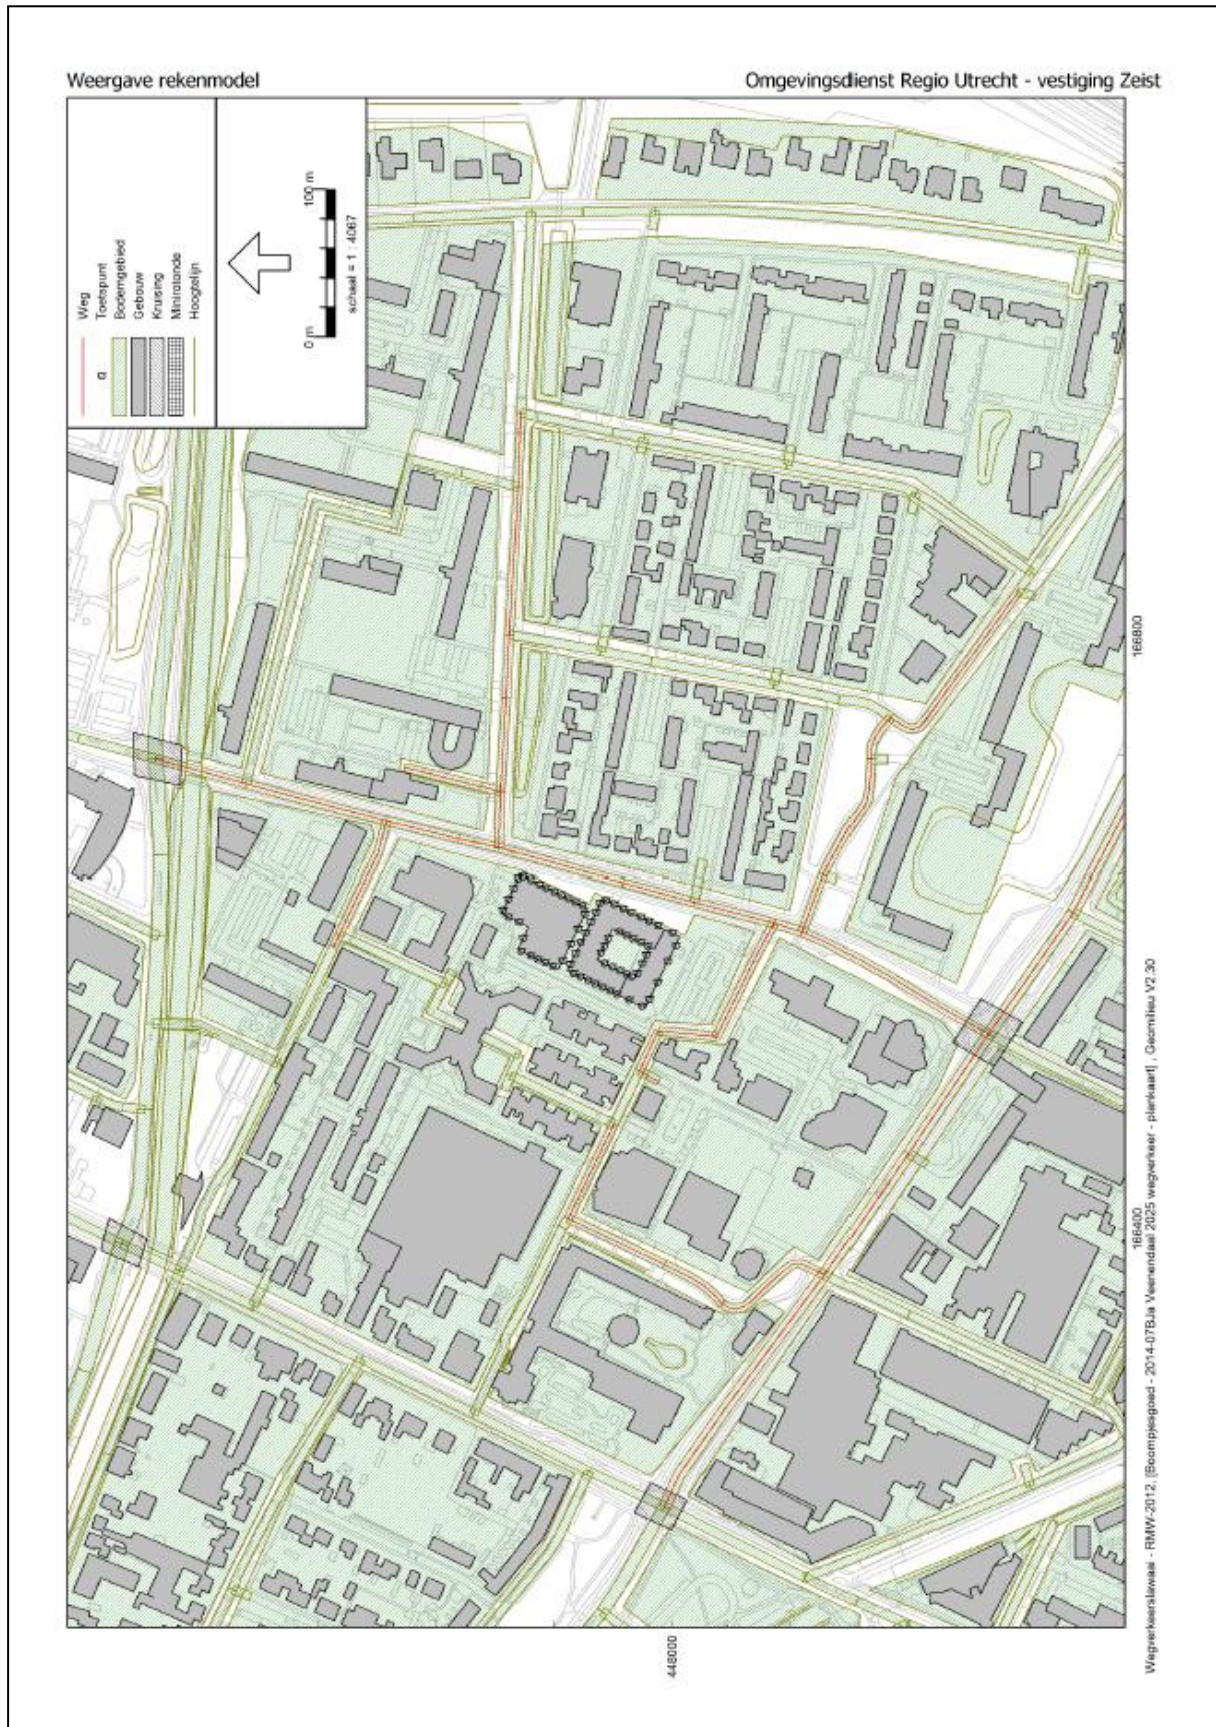 Weergave rekenmodel
Omgevingsdienst Regio Utrecht - vestiging Zeist
Weg
Toetspunt
Bodemgebied
Gebouw
Kruising
Minirotonde
Hoogtelijn
0 m
100 m
schaal = 1 : 4067
166800
166400
448000
Wegverkeerslawaai - RMW-2012, [Boompjesgoed - 2014-07BJa Veenendaal 2025 wegverkeer - plankaart] , Geomilieu V2.30